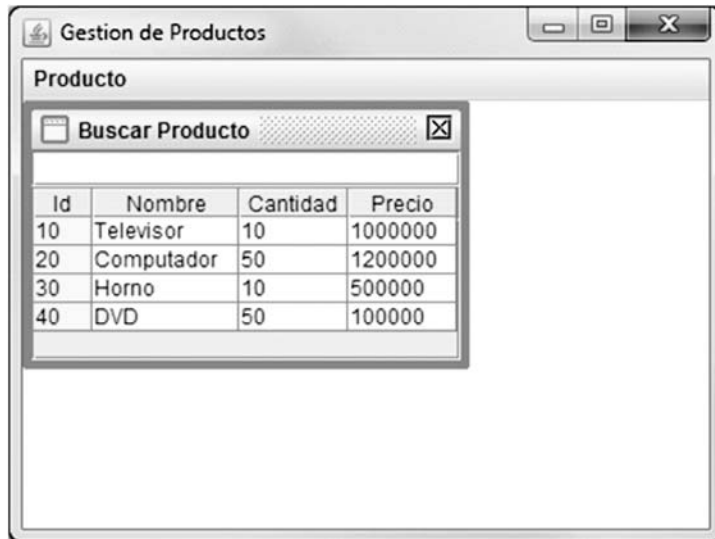 Gestion de Productos
Producto
Buscar Producto
Id Nombre Cantidad Precio
10 Televisor 10 1000000
20 Computador 50 1200000
30 Horno 10 500000
40 DVD 50 100000